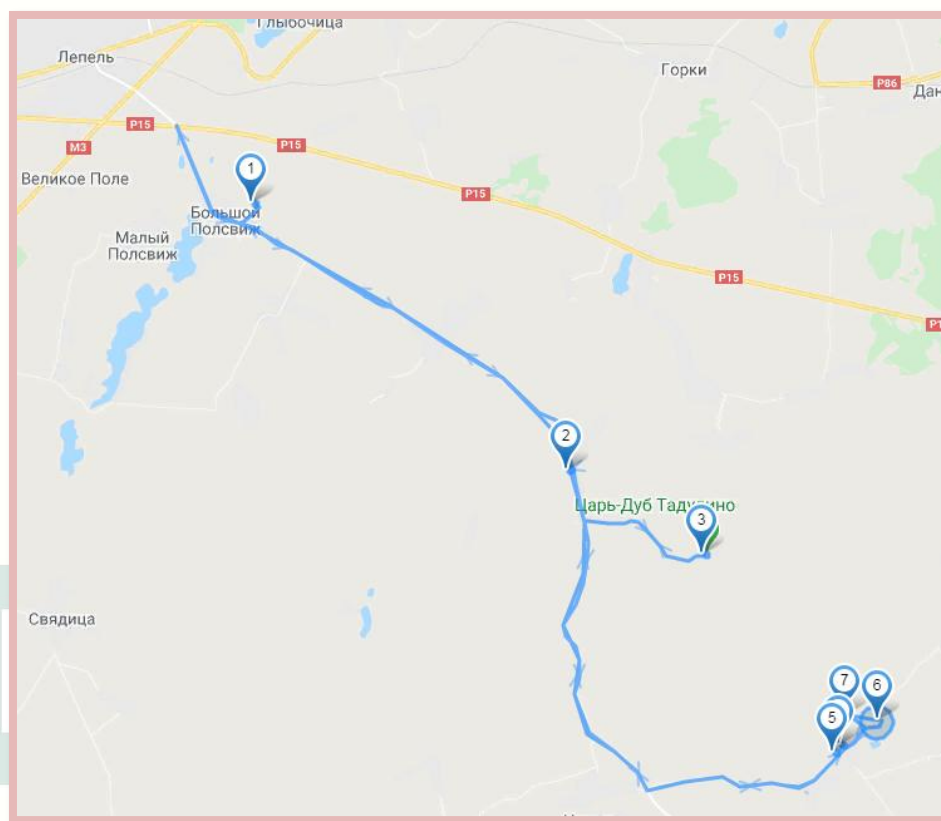 Глыбочица
Лепель
Горки
P86
Дан
P15
P15
M3
1
Великое Поле
P15
Большой
Полсвиж
Малый
Полсвиж
P15
P1
2
Царь-Дуб Тадулино
3
Свядица
7
6
5